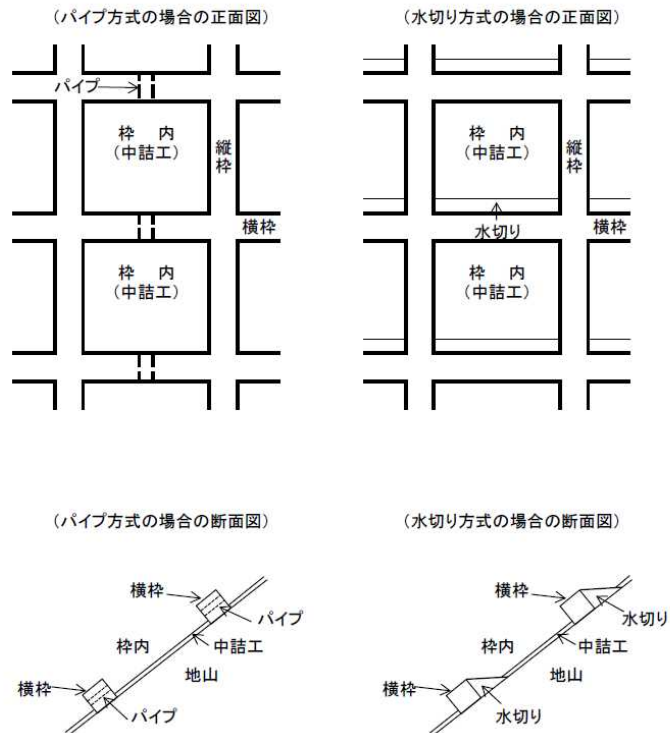 （パイプ方式の場合の正面図）
パイプ
枠　内
（中詰工）
縦枠
横枠
枠　内
（中詰工）
（水切り方式の場合の正面図）
枠　内
（中詰工）
縦枠
水切り
横枠
枠　内
（中詰工）
（パイプ方式の場合の断面図）
横枠
パイプ
枠内
中詰工
地山
横枠
パイプ
（水切り方式の場合の断面図）
横枠
水切り
枠内
中詰工
地山
横枠
水切り